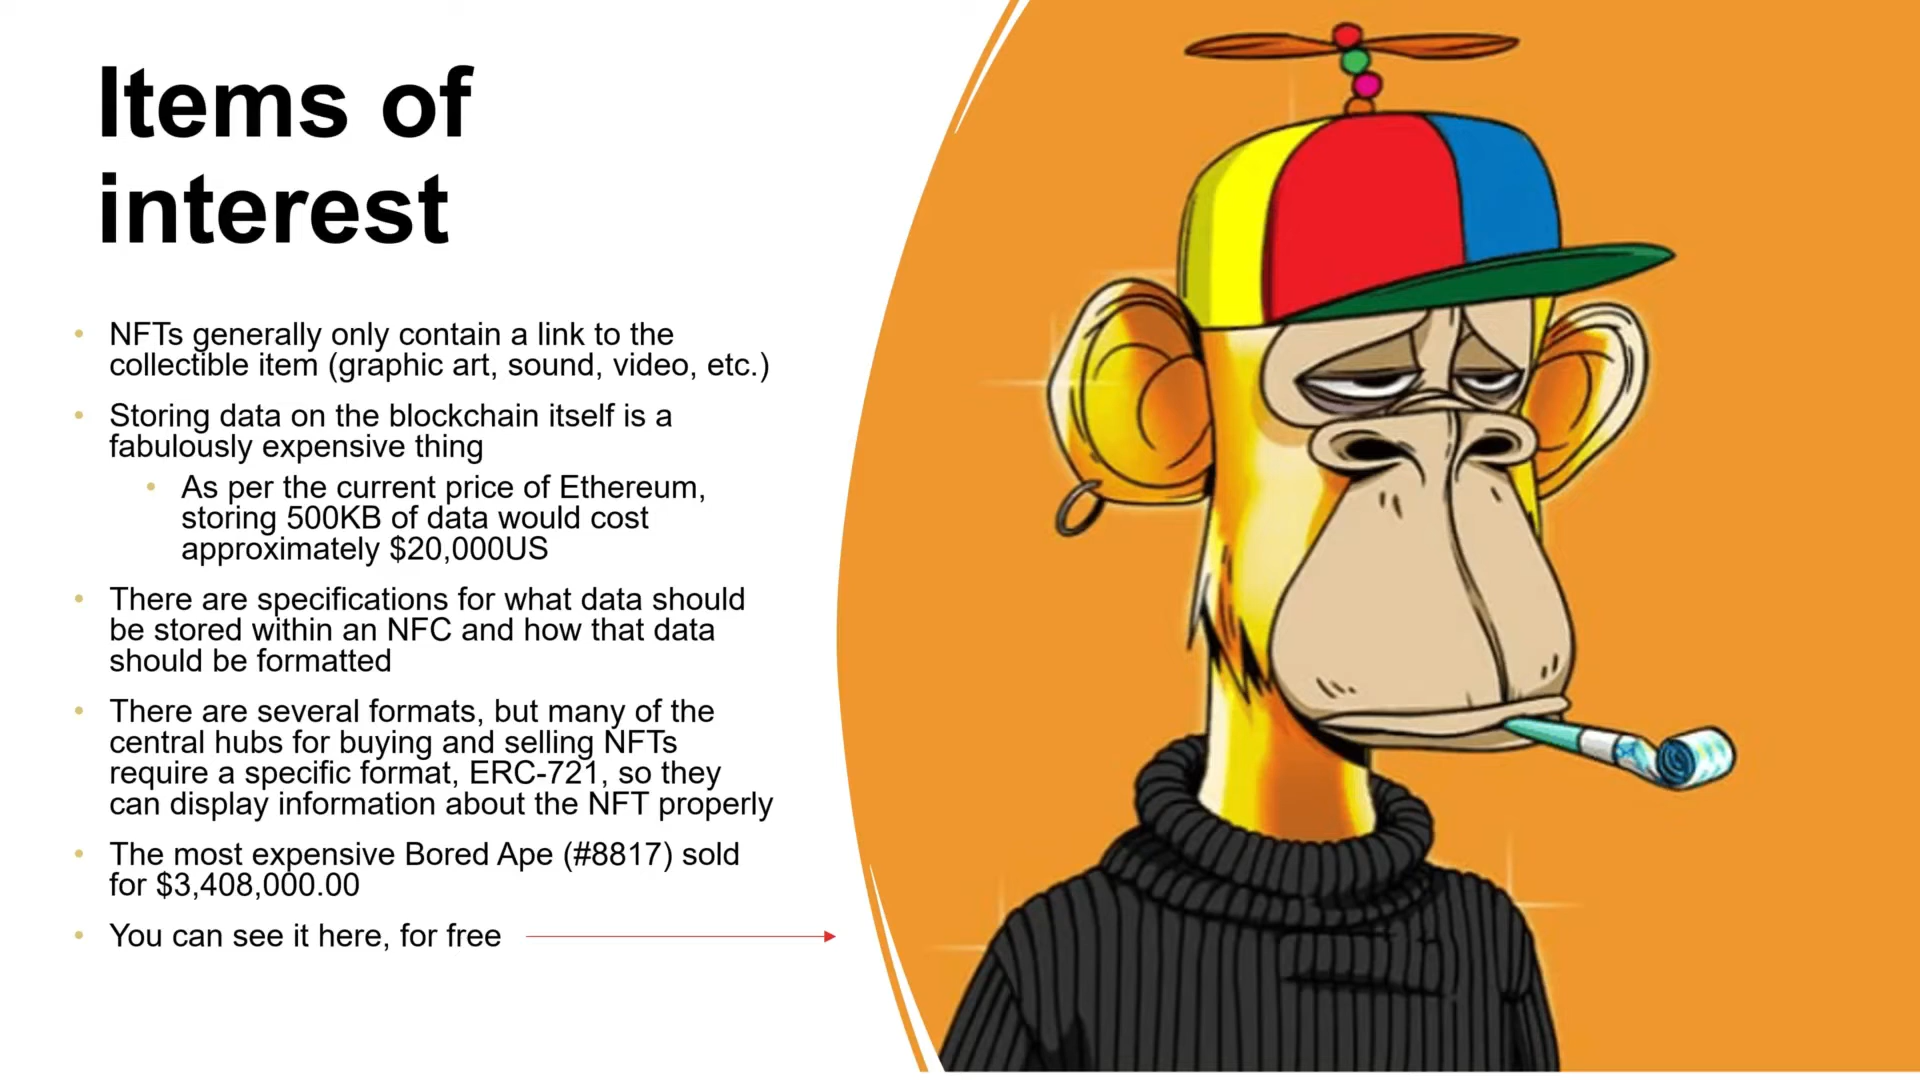 Items of
interest
• NFTs generally only contain a link to the
collectible item (graphic art, sound, video, etc.)
• Storing data on the blockchain itself is a
fabulously expensive thing
• As per the current price of Ethereum,
storing 500KB of data would cost
approximately $20,000US
• There are specifications for what data should
be stored within an NFC and how that data
should be formatted
• There are several formats, but many of the
central hubs for buying and selling NFTs
require a specific format, ERC-721, so they
can display information about the NFT properly
• The most expensive Bored Ape (#8817) sold
for $3,408,000.00
• You can see it here, for free